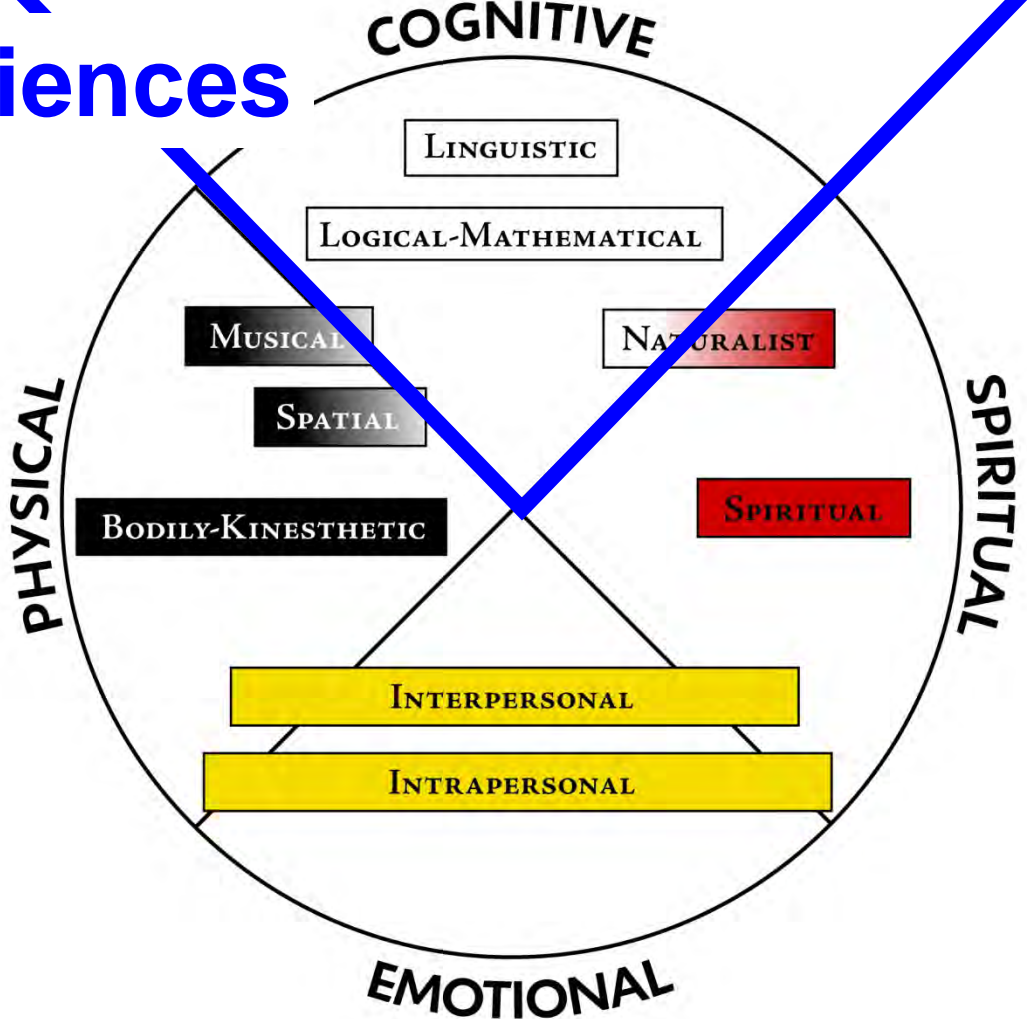 COGNITIVE
iences
LINGUISTIC
LOGICAL-MATHEMATICAL
MUSICAL
NATURALIST
SPATIAL
PHYSICAL
SPIRITUAL
SPIRITUAL
BODILY-KINESTHETIC
INTERPERSONAL
INTRAPERSONAL
EMOTIONAL